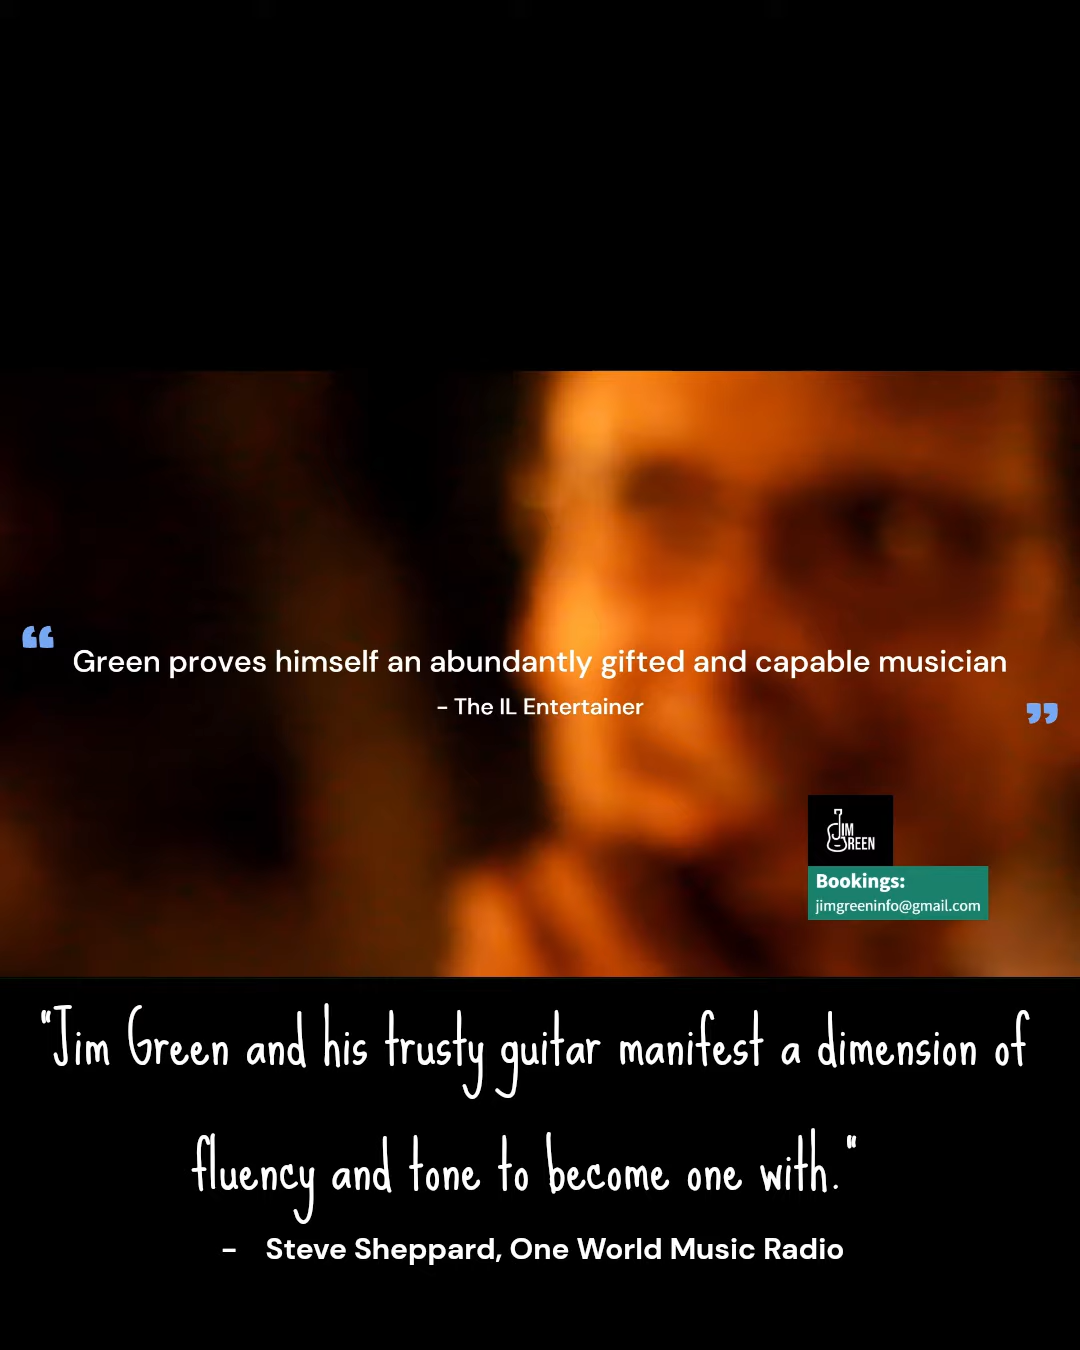 “
Green proves himself an abundantly gifted and capable musician
- The IL Entertainer
”
JIM
GREEN
Bookings:
jimgreeninfo@gmail.com
"Jim Green and his trusty guitar manifest a dimension of
fluency and tone to become one with."
- Steve Sheppard, One World Music Radio